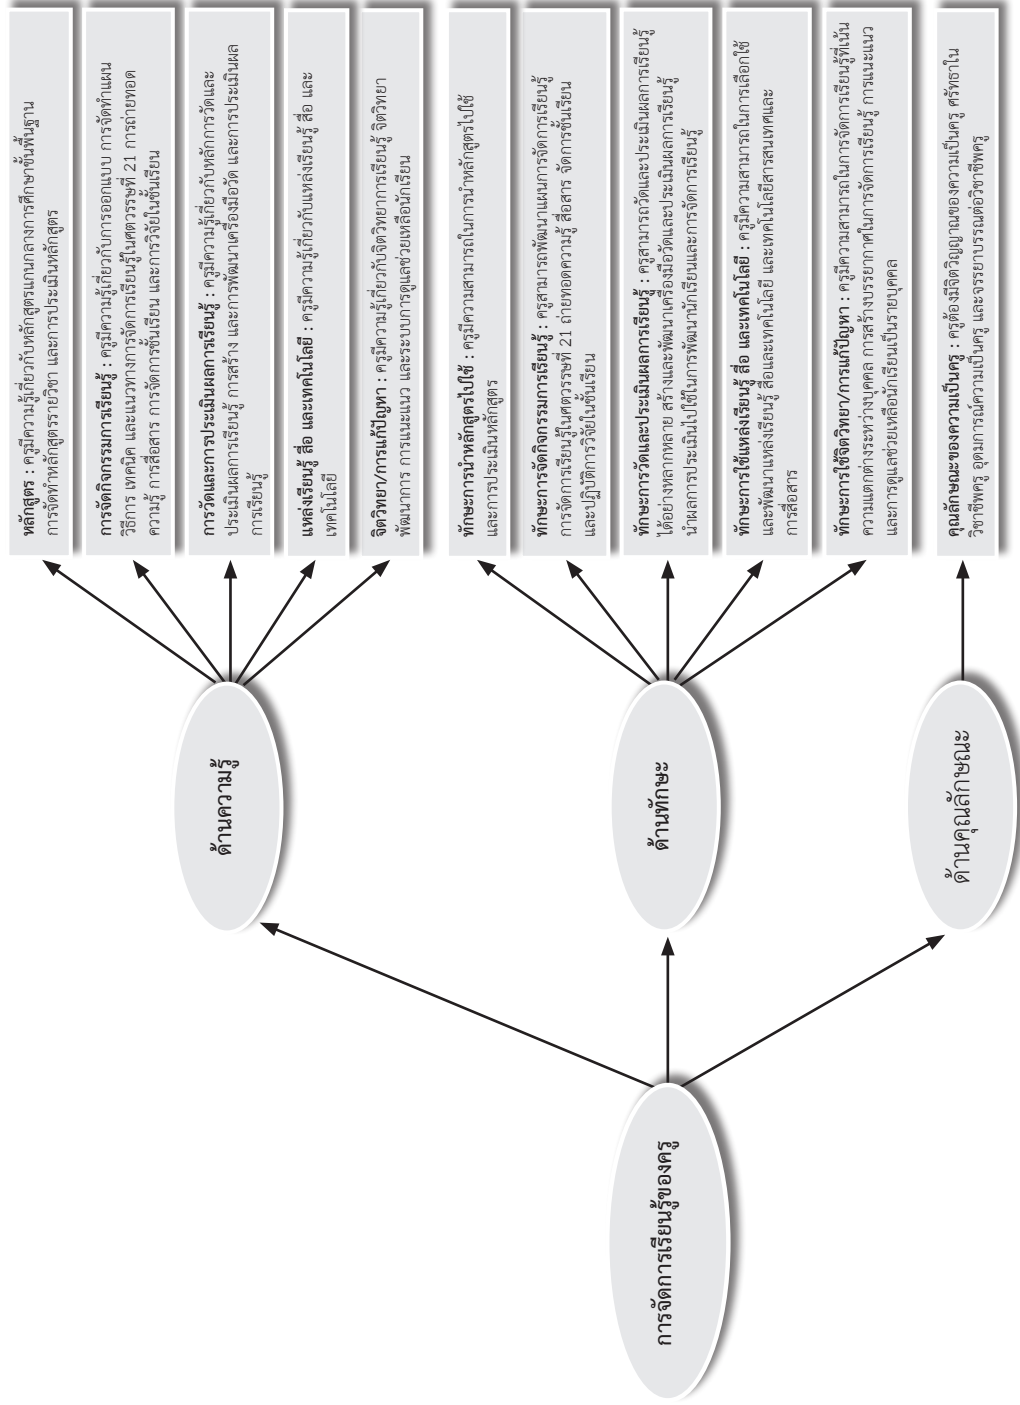 การจัดการเรียนรู้ของครู
ด้านความรู้
หลักสูตร : ครูมีความรู้เกี่ยวกับหลักสูตรแกนกลางการศึกษาขั้นพื้นฐาน
การจัดทำหลักสูตรรายวิชา และการประเมินหลักสูตร
การจัดกิจกรรมการเรียนรู้ : ครูมีความรู้เกี่ยวกับการออกแบบ การจัดทำแผน
วิธีการ เทคนิค และแนวทางการจัดการเรียนรู้ในศตวรรษที่ 21 การถ่ายทอด
ความรู้ การสื่อสาร การจัดการชั้นเรียน และการวิจัยในชั้นเรียน
การวัดและการประเมินผลการเรียนรู้ : ครูมีความรู้เกี่ยวกับหลักการวัดและ
ประเมินผลการเรียนรู้ การสร้าง และการพัฒนาเครื่องมือวัด และการประเมินผล
การเรียนรู้
แหล่งเรียนรู้ สื่อ และเทคโนโลยี : ครูมีความรู้เกี่ยวกับแหล่งเรียนรู้ สื่อ และ
เทคโนโลยี
จิตวิทยา/การแก้ปัญหา : ครูมีความรู้เกี่ยวกับจิตวิทยาการเรียนรู้ จิตวิทยา
พัฒนาการ การแนะแนว และระบบการดูแลช่วยเหลือนักเรียน
ด้านทักษะ
ทักษะการนำหลักสูตรไปใช้ : ครูมีความสามารถในการนำหลักสูตรไปใช้
และการประเมินหลักสูตร
ทักษะการจัดกิจกรรมการเรียนรู้ : ครูสามารถพัฒนาแผนการจัดการเรียนรู้
การจัดการเรียนรู้ในศตวรรษที่ 21 ถ่ายทอดความรู้ สื่อสาร จัดการชั้นเรียน
และปฏิบัติการวิจัยในชั้นเรียน
ทักษะการวัดและประเมินผลการเรียนรู้ : ครูสามารถวัดและประเมินผลการเรียนรู้
ได้อย่างหลากหลาย สร้างและพัฒนาเครื่องมือวัดและประเมินผลการเรียนรู้
นำผลการประเมินไปใช้ในการพัฒนานักเรียนและการจัดการเรียนรู้
ทักษะการใช้แหล่งเรียนรู้ สื่อ และเทคโนโลยี : ครูมีความสามารถในการเลือกใช้
และพัฒนาแหล่งเรียนรู้ สื่อและเทคโนโลยี และเทคโนโลยีสารสนเทศและ
การสื่อสาร
ทักษะการใช้จิตวิทยา/การแก้ปัญหา : ครูมีความสามารถในการจัดการเรียนรู้ที่เน้น
ความแตกต่างระหว่างบุคคล การสร้างบรรยากาศในการจัดการเรียนรู้ การแนะแนว
และการดูแลช่วยเหลือนักเรียนเป็นรายบุคคล
ด้านคุณลักษณะ
คุณลักษณะของความเป็นครู : ครูต้องมีจิตวิญญาณของความเป็นครู ศรัทธาใน
วิชาชีพครู อุดมการณ์ความเป็นครู และจรรยาบรรณต่อวิชาชีพครู